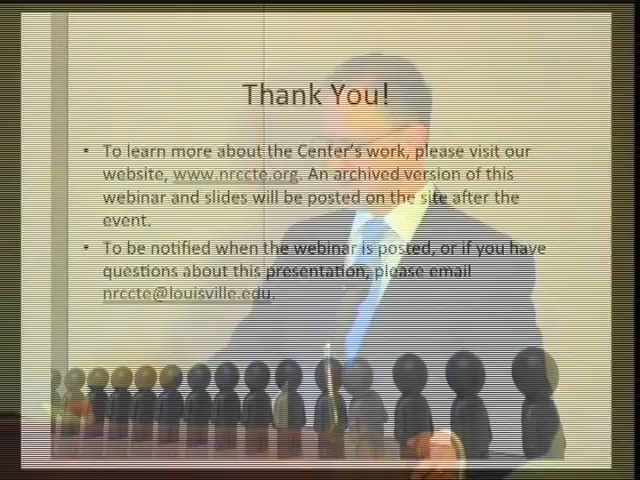 Thank You!
• To learn more about the Center's work, please visit our
website, www.nrccte.org. An archived version of this
webinar and slides will be posted on the site after the
event.
• To be notified when the webinar is posted, or if you have
questions about this presentation, please email
nrccte@louisville.edu.